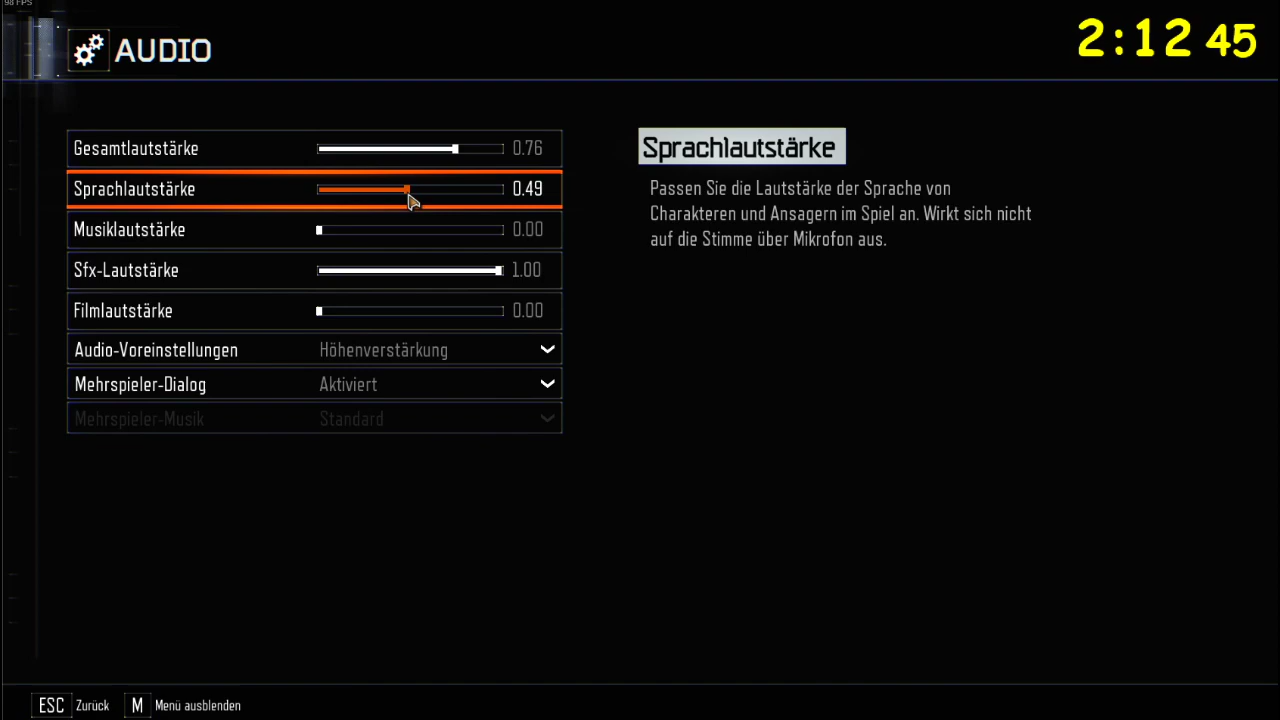 98 FPS
AUDIO
2:12 45
Gesamtlautstärke 0.76
Sprachlautstärke 0.49
Musiklautstärke 0.00
Sfx-Lautstärke 1.00
Filmlautstärke 0.00
Audio-Voreinstellungen Höhenverstärkung
Mehrspieler-Dialog Aktiviert
Mehrspieler-Musik Standard
Sprachlautstärke
Passen Sie die Lautstärke der Sprache von
Charakteren und Ansagern im Spiel an. Wirkt sich nicht
auf die Stimme über Mikrofon aus.
ESC Zurück M Menü ausblenden